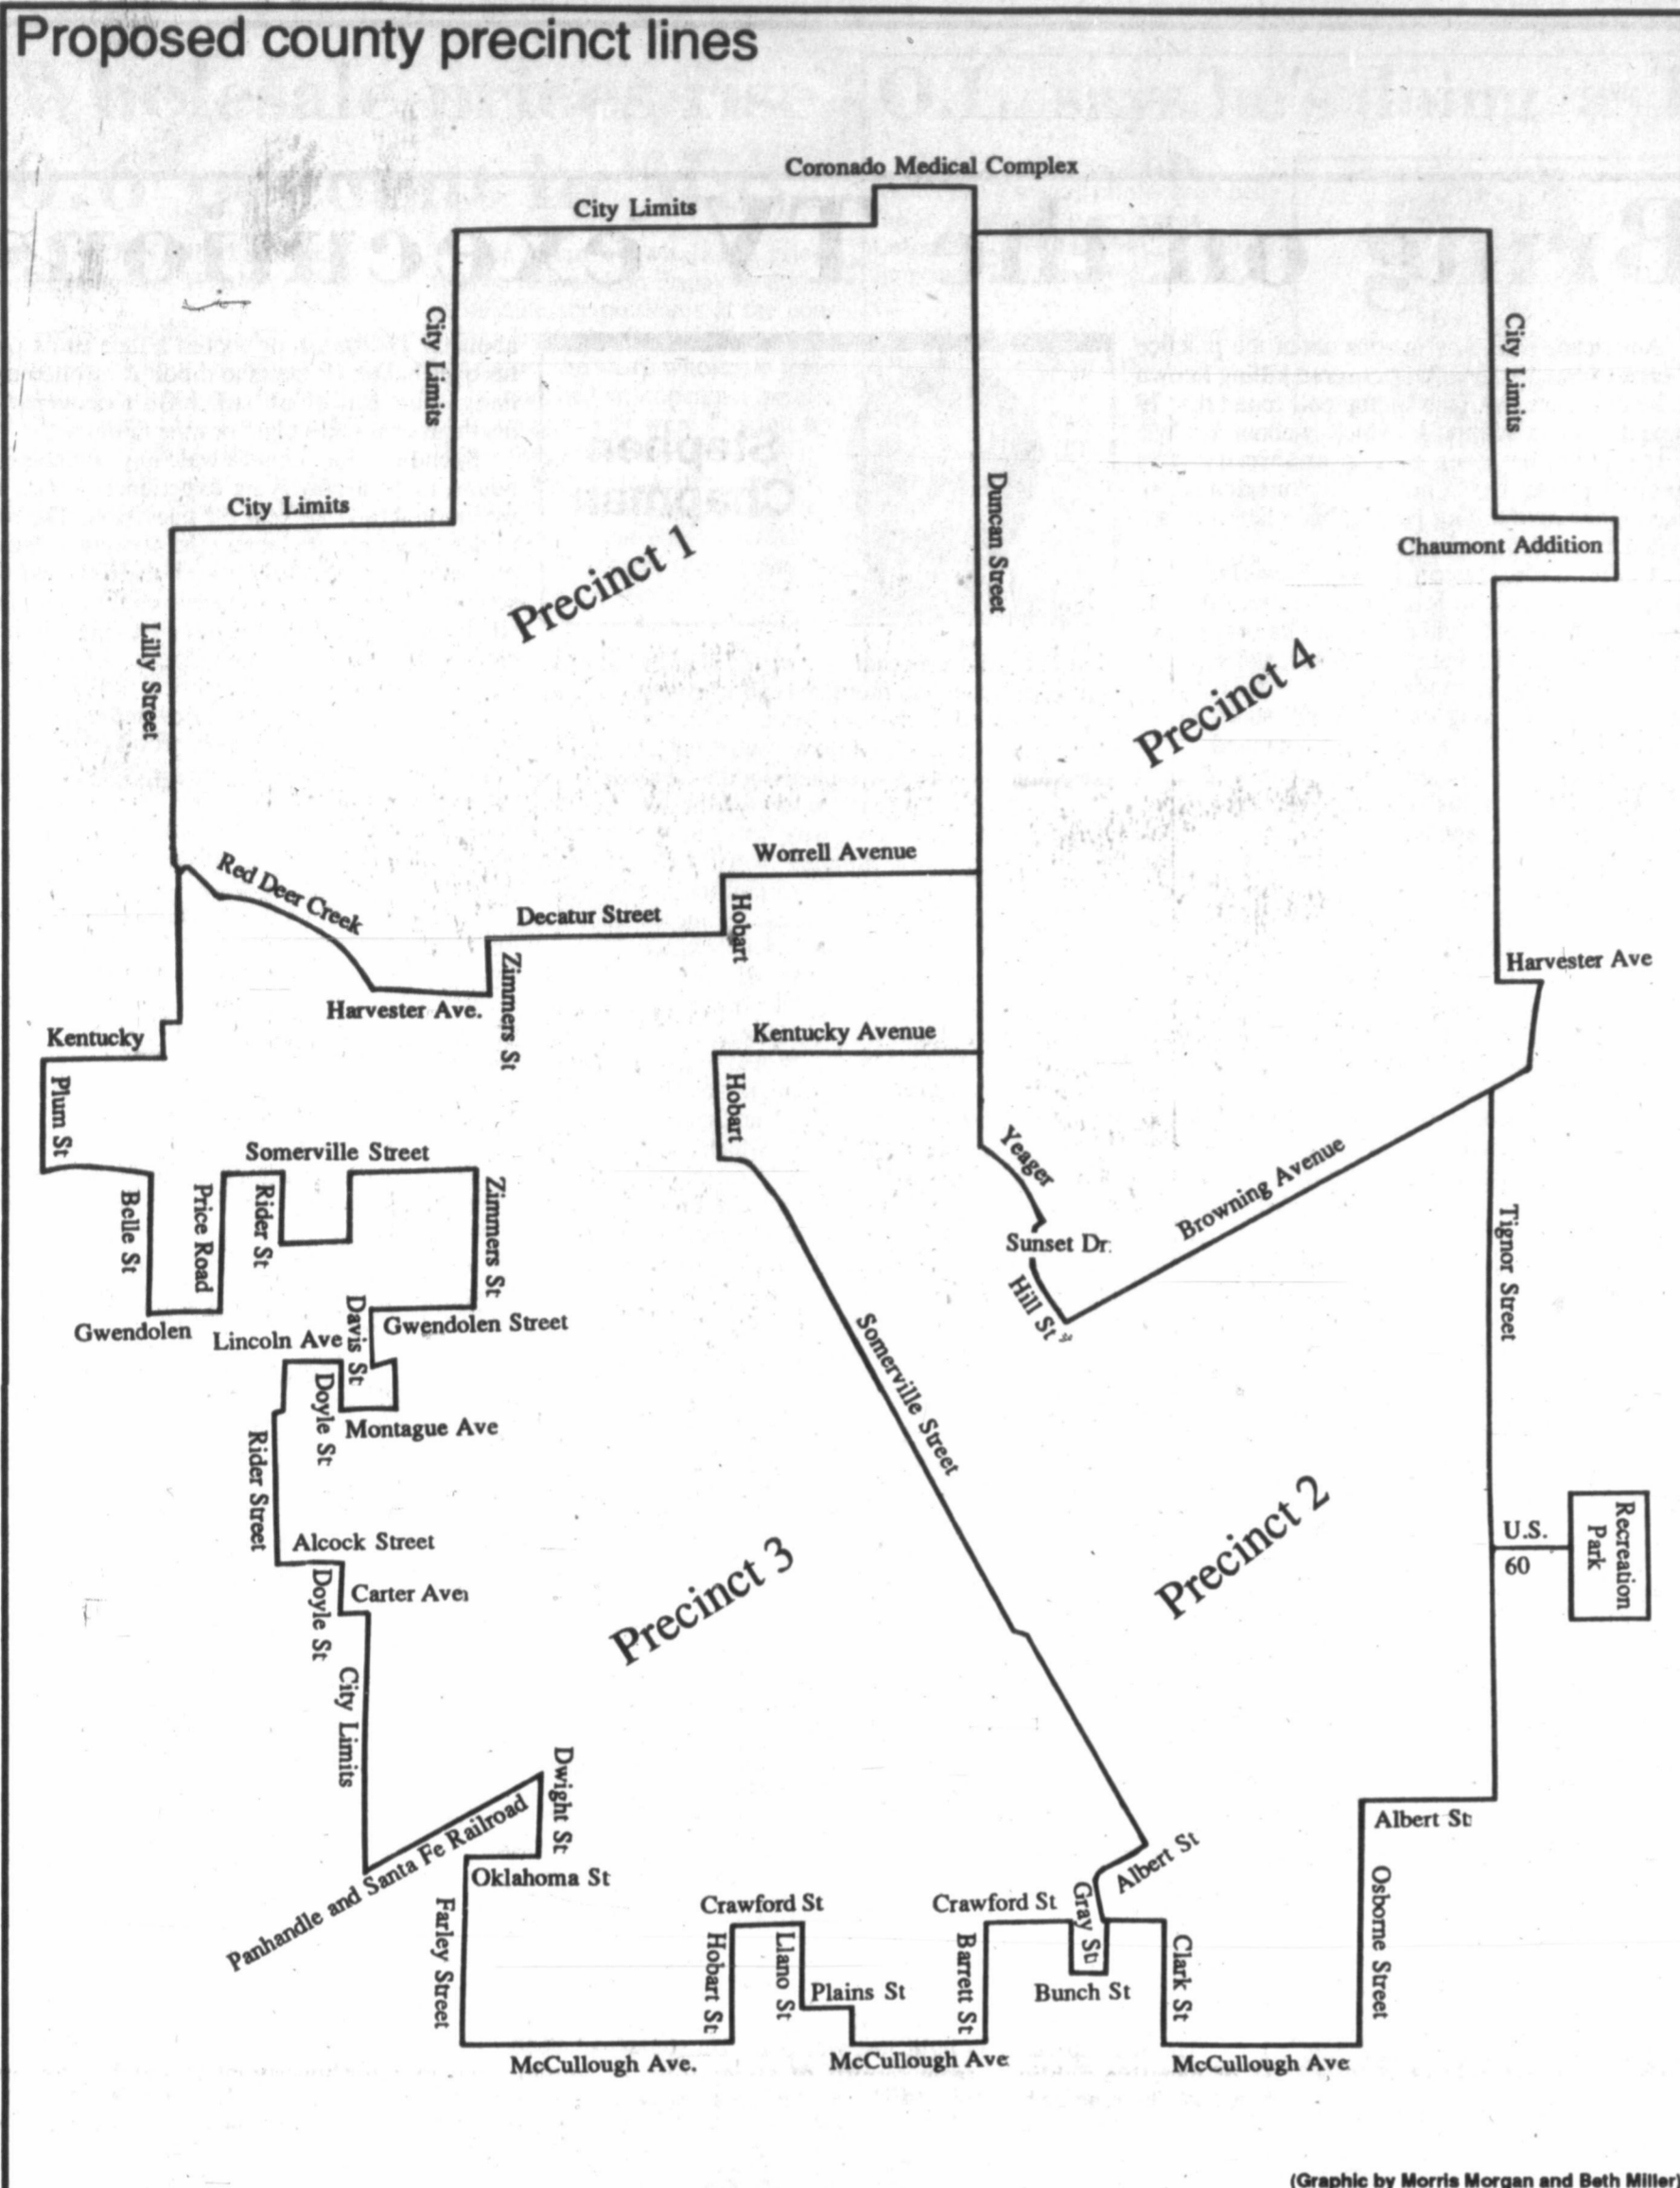 Proposed county precinct lines
Coronado Medical Complex
City Limits
City Limits
City Limits
City Limits
Duncan Street
Chaumont Addition
Precinct 1
Lilly Street
Precinct 4
Worrell Avenue
Red Deer Creek
Decatur Street
Hobart
Harvester Ave
Zimmers St
Harvester Ave.
Kentucky
Kentucky Avenue
Plum St
Hobart
Yeager
Somerville Street
Browning Avenue
Belle St
Price Road
Rider St
Zimmers St
Sunset Dr.
Tignor Street
Hill St
Gwendolen
Lincoln Ave
Davis St
Gwendolen Street
Somerville Street
Doyle St
Montague Ave
Rider Street
Precinct 2
U.S.
60
Recreation
Park
Alcock Street
Precinct 3
Doyle St
Carter Ave
City Limits
Dwight St
Panhandle and Santa Fe Railroad
Albert St
Albert St
Oklahoma St
Osborne Street
Farley Street
Crawford St
Crawford St
Gray St
Hobart St
Llano St
Barrett St
Clark St
Plains St
Bunch St
McCullough Ave.
McCullough Ave
McCullough Ave
(Graphic by Morris Morgan and Beth Miller)